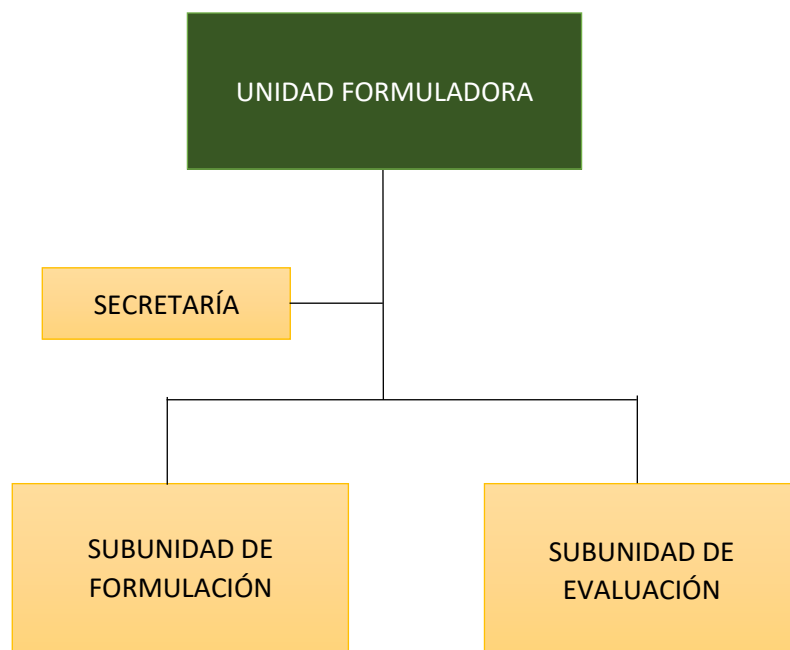 UNIDAD FORMULADORA
SECRETARÍA
SUBUNIDAD DE
FORMULACIÓN
SUBUNIDAD DE
EVALUACIÓN